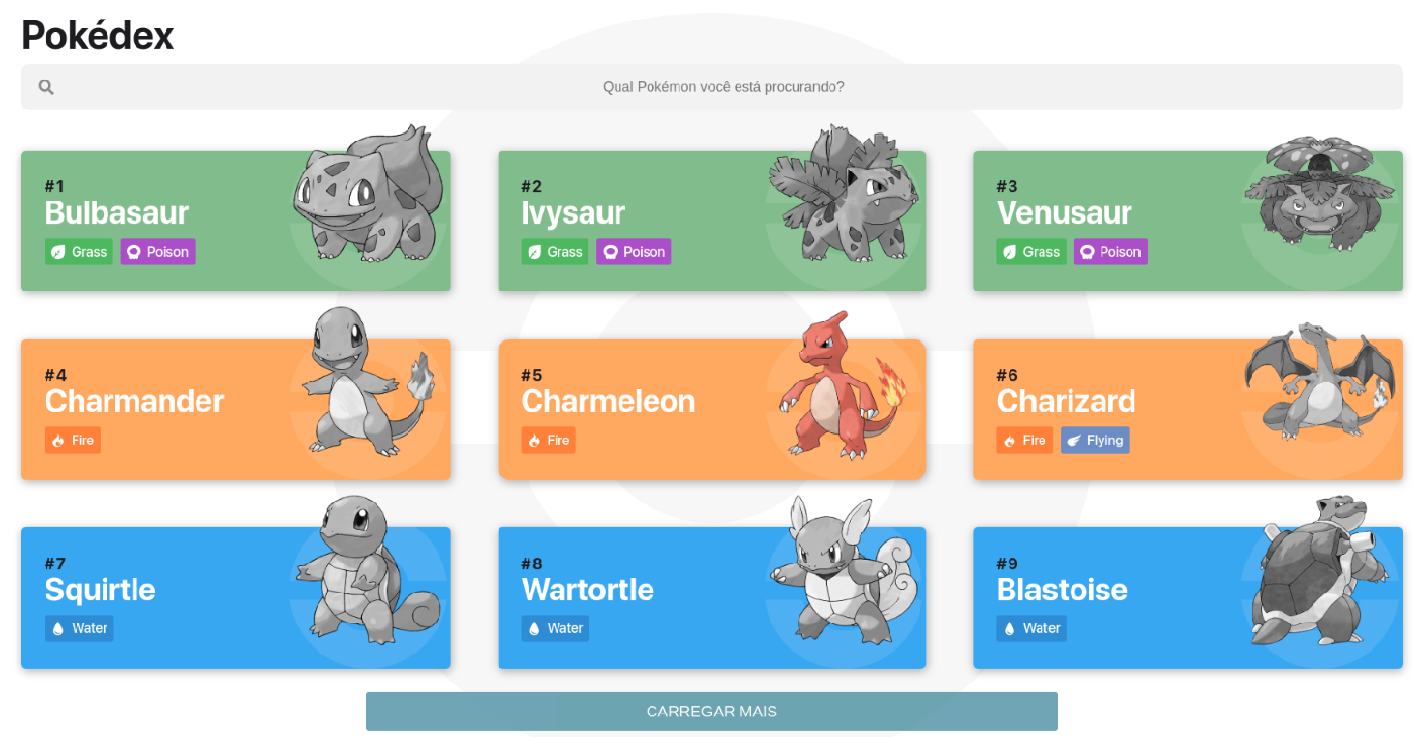 Pokédex
Qual Pokémon você está procurando?
#1
Bulbasaur
Grass Poison
#2
Ivysaur
Grass Poison
#3
Venusaur
Grass Poison
#4
Charmander
Fire
#5
Charmeleon
Fire
#6
Charizard
Fire Flying
#7
Squirtle
Water
#8
Wartortle
Water
#9
Blastoise
Water
CARREGAR MAIS